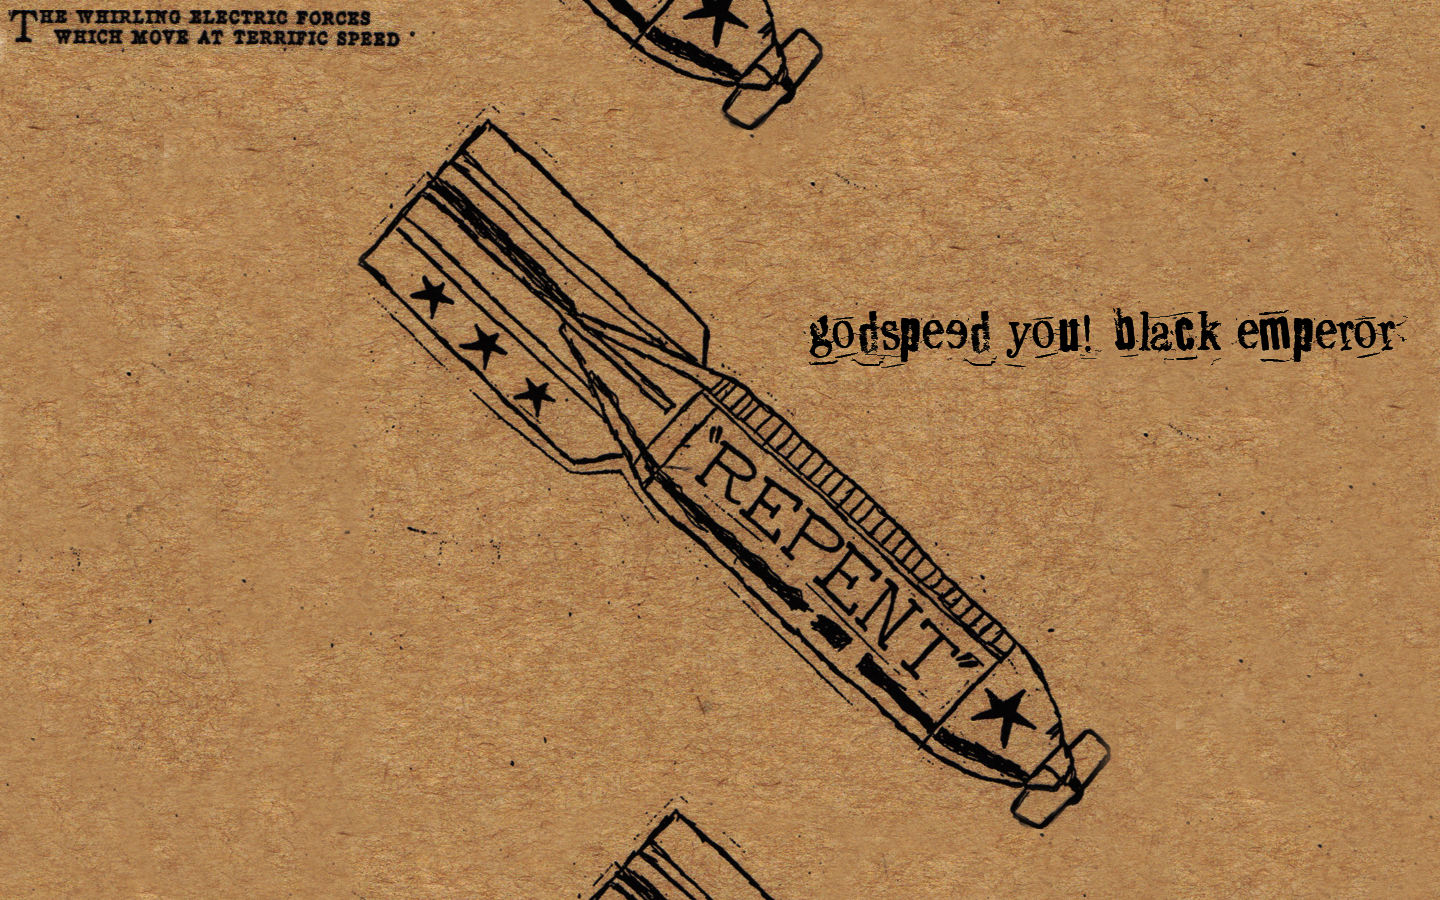 THE WHIRLING ELECTRIC FORCES
WHICH MOVE AT TERRIFIC SPEED
godspeed you! black emperor
"REPENT"